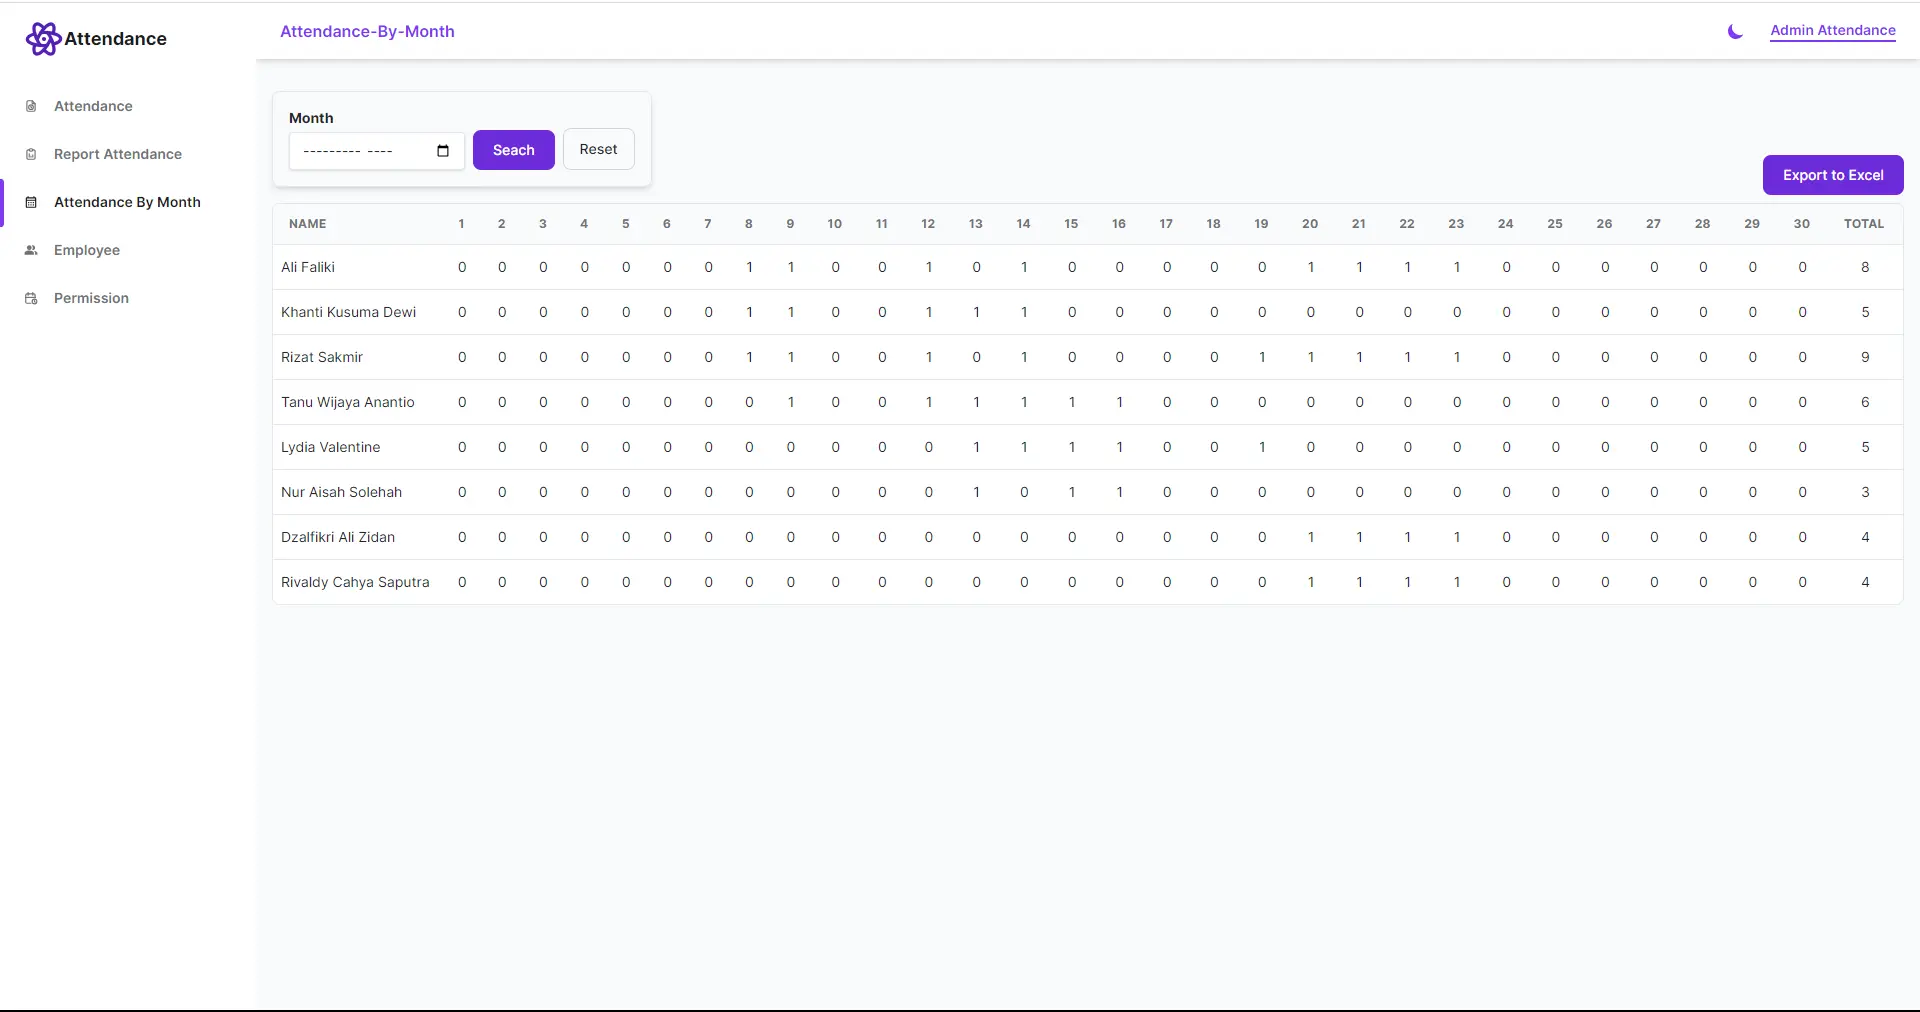 Attendance
Attendance
Report Attendance
Attendance By Month
Employee
Permission
Attendance-By-Month
Admin Attendance
Month
--------- ----
Seach
Reset
Export to Excel
NAME 1 2 3 4 5 6 7 8 9 10 11 12 13 14 15 16 17 18 19 20 21 22 23 24 25 26 27 28 29 30 TOTAL
Ali Faliki 0 0 0 0 0 0 0 1 1 0 0 1 0 1 0 0 0 0 0 1 1 1 1 0 0 0 0 0 0 0 8
Khanti Kusuma Dewi 0 0 0 0 0 0 0 1 1 0 0 1 1 1 0 0 0 0 0 0 0 0 0 0 0 0 0 0 0 0 5
Rizat Sakmir 0 0 0 0 0 0 0 1 1 0 0 1 0 1 0 0 0 0 1 1 1 1 1 0 0 0 0 0 0 0 9
Tanu Wijaya Anantio 0 0 0 0 0 0 0 0 1 0 0 1 1 1 1 1 0 0 0 0 0 0 0 0 0 0 0 0 0 0 6
Lydia Valentine 0 0 0 0 0 0 0 0 0 0 0 0 1 1 1 1 0 0 1 0 0 0 0 0 0 0 0 0 0 0 5
Nur Aisah Solehah 0 0 0 0 0 0 0 0 0 0 0 0 1 0 1 1 0 0 0 0 0 0 0 0 0 0 0 0 0 0 3
Dzalfikri Ali Zidan 0 0 0 0 0 0 0 0 0 0 0 0 0 0 0 0 0 0 0 1 1 1 1 0 0 0 0 0 0 0 4
Rivaldy Cahya Saputra 0 0 0 0 0 0 0 0 0 0 0 0 0 0 0 0 0 0 0 1 1 1 1 0 0 0 0 0 0 0 4